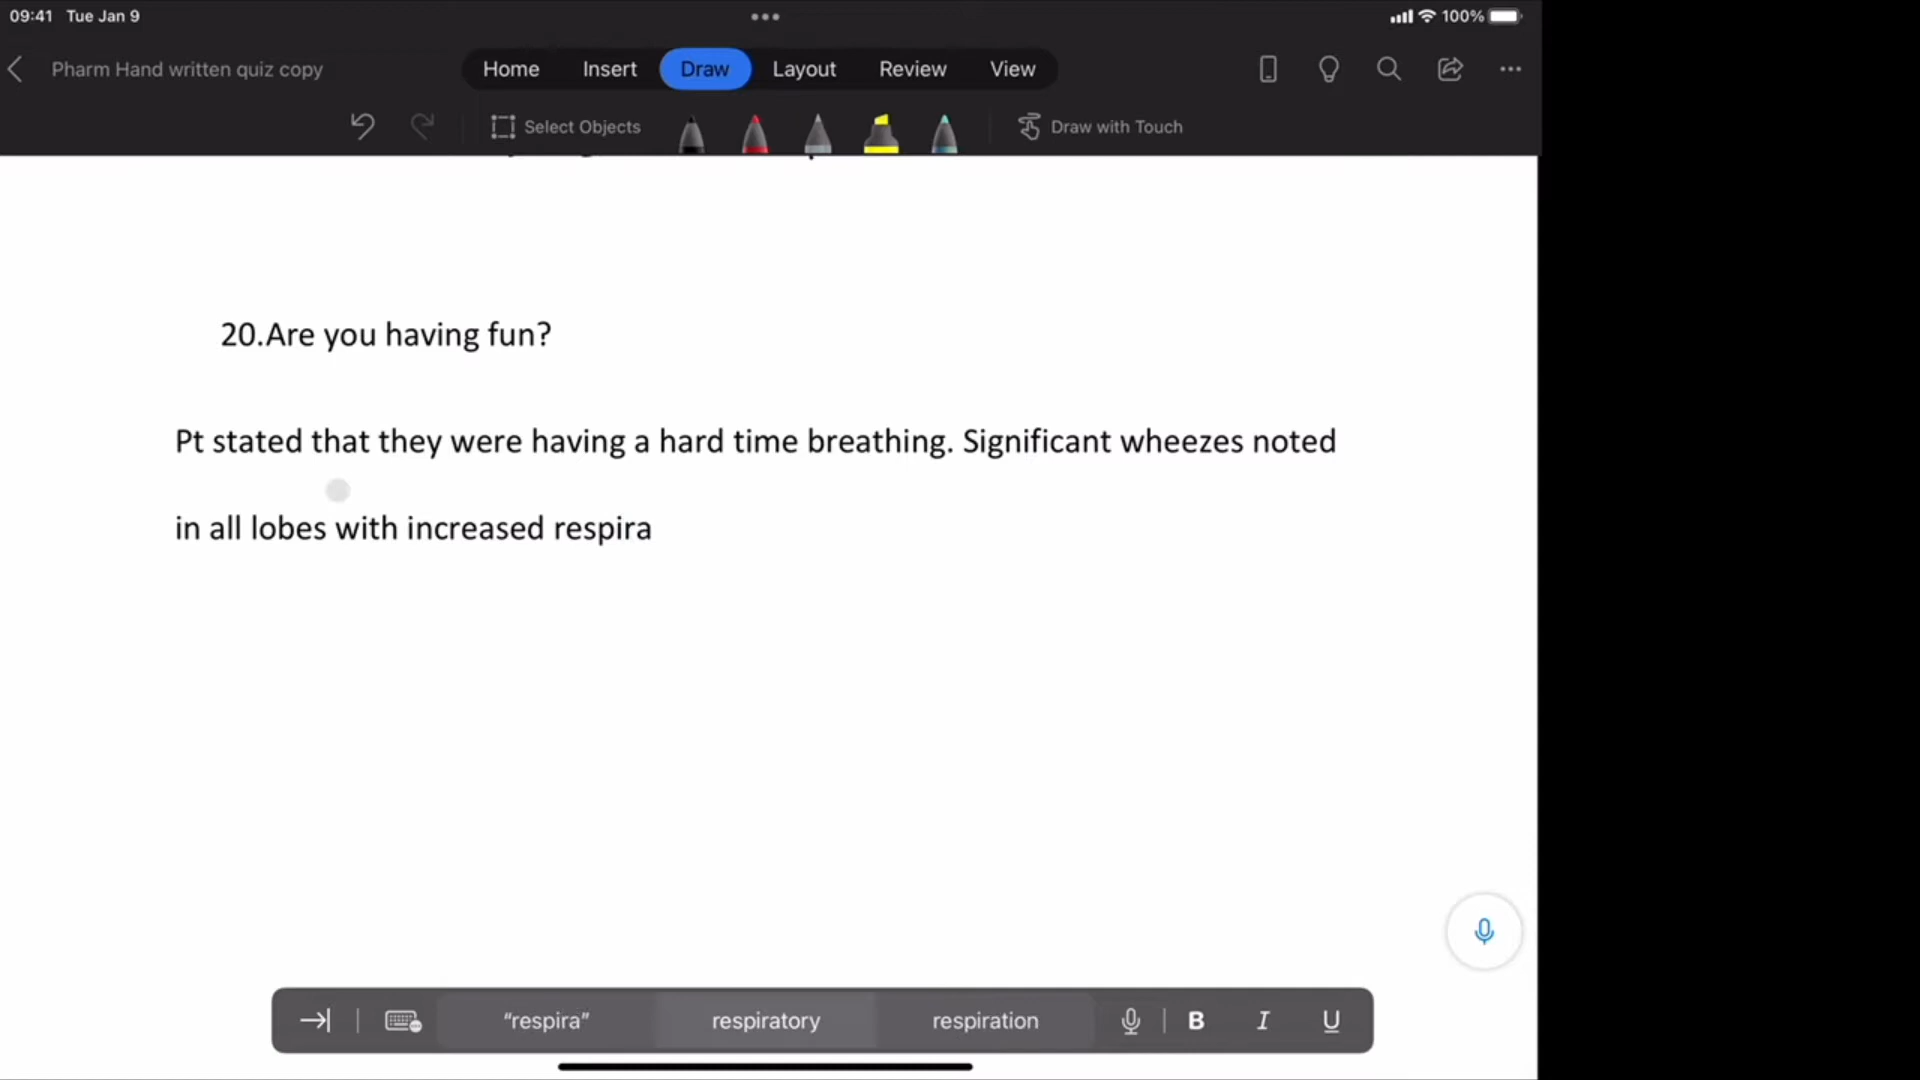 09:41 Tue Jan 9
100%
Pharm Hand written quiz copy
Home Insert Draw Layout Review View
Select Objects
Draw with Touch
20.Are you having fun?
Pt stated that they were having a hard time breathing. Significant wheezes noted
in all lobes with increased respira
“respira” respiratory respiration B I U